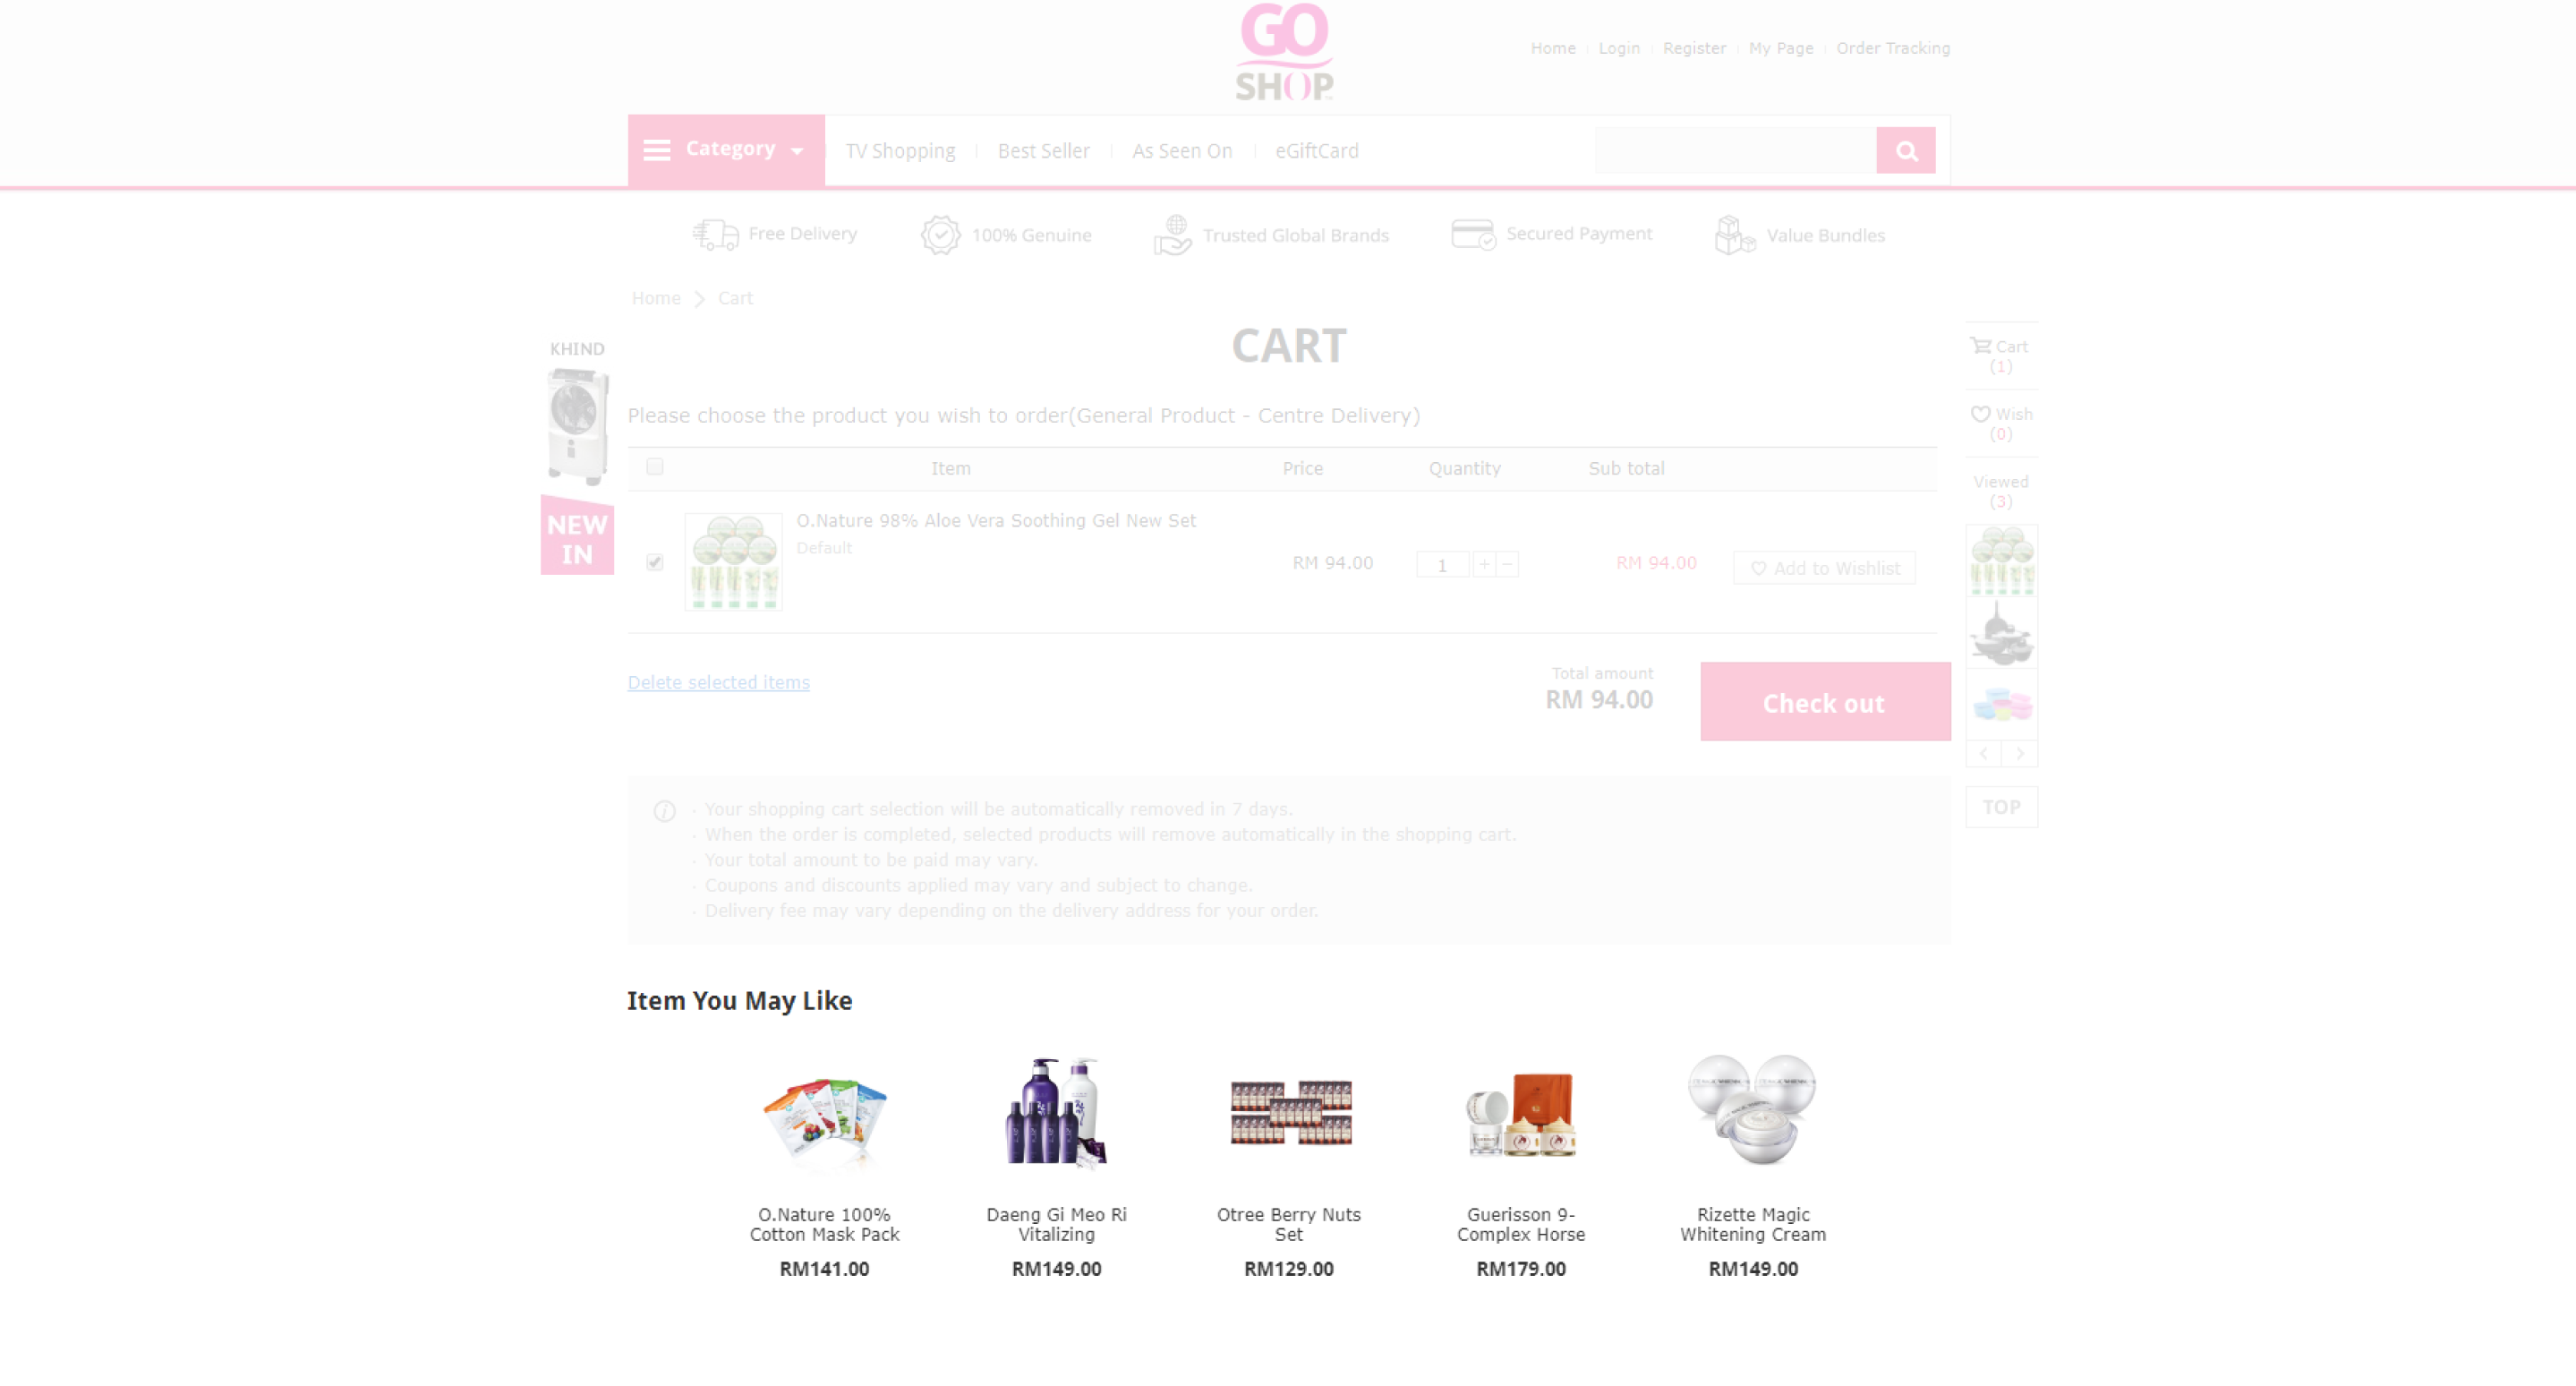 GO
SHOP
Home
Login
Register
My Page
Order Tracking
Category
TV Shopping
Best Seller
As Seen On
eGiftCard
Free Delivery
100% Genuine
Trusted Global Brands
Secured Payment
Value Bundles
Home
Cart
CART
KHIND
NEW
IN
Please choose the product you wish to order(General Product - Centre Delivery)
Item
Price
Quantity
Sub total
O.Nature 98% Aloe Vera Soothing Gel New Set
Default
RM 94.00
1
+
−
RM 94.00
Add to Wishlist
Delete selected items
Total amount
RM 94.00
Check out
Cart
(1)
Wish
(0)
Viewed
(3)
TOP
· Your shopping cart selection will be automatically removed in 7 days.
· When the order is completed, selected products will remove automatically in the shopping cart.
· Your total amount to be paid may vary.
· Coupons and discounts applied may vary and subject to change.
· Delivery fee may vary depending on the delivery address for your order.
Item You May Like
O.Nature 100%
Cotton Mask Pack
RM141.00
Daeng Gi Meo Ri
Vitalizing
RM149.00
Otree Berry Nuts
Set
RM129.00
Guerisson 9-
Complex Horse
RM179.00
Rizette Magic
Whitening Cream
RM149.00